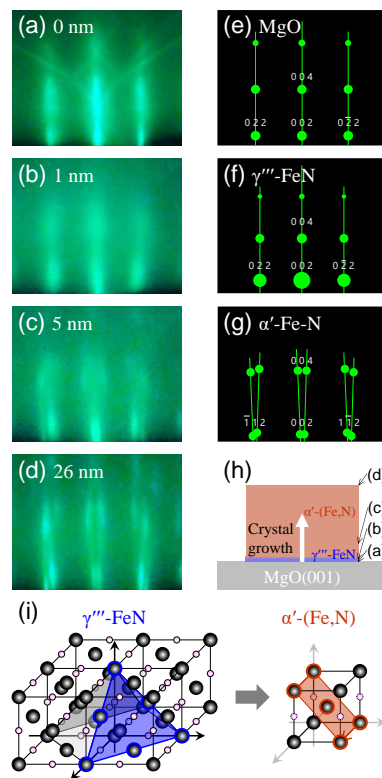 (a) 0 nm
(b) 1 nm
(c) 5 nm
(d) 26 nm
(e) MgO
0 0 4
0 2 2 0 0 2 0 2̅ 2
(f) γ'''-FeN
0 0 4
0 2 2 0 0 2 0 2̅ 2
(g) α′-Fe-N
0 0 4
1̅ 1 2 0 0 2 1̅ 1̅ 2
(h)
(d)
α′-(Fe,N)
(c)
Crystal
growth
(b)
γ'''-FeN
(a)
MgO(001)
(i)
γ'''-FeN
α′-(Fe,N)